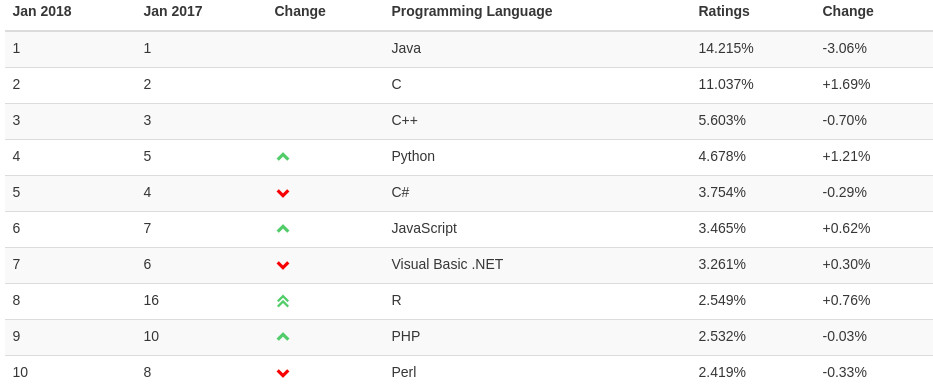 Jan 2018 Jan 2017 Change Programming Language Ratings Change
1 1 Java 14.215% -3.06%
2 2 C 11.037% +1.69%
3 3 C++ 5.603% -0.70%
4 5 Python 4.678% +1.21%
5 4 C# 3.754% -0.29%
6 7 JavaScript 3.465% +0.62%
7 6 Visual Basic .NET 3.261% +0.30%
8 16 R 2.549% +0.76%
9 10 PHP 2.532% -0.03%
10 8 Perl 2.419% -0.33%